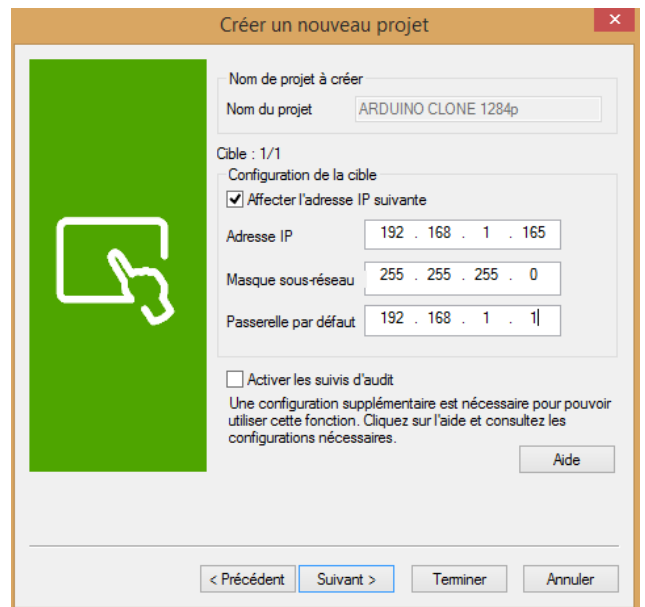 Créer un nouveau projet
Nom de projet à créer
Nom du projet ARDUINO CLONE 1284p
Cible : 1/1
Configuration de la cible
Affecter l'adresse IP suivante
Adresse IP 192 . 168 . 1 . 165
Masque sous-réseau 255 . 255 . 255 . 0
Passerelle par défaut 192 . 168 . 1 . 1
Activer les suivis d'audit
Une configuration supplémentaire est nécessaire pour pouvoir
utiliser cette fonction. Cliquez sur l'aide et consultez les
configurations nécessaires.
Aide
< Précédent Suivant > Terminer Annuler